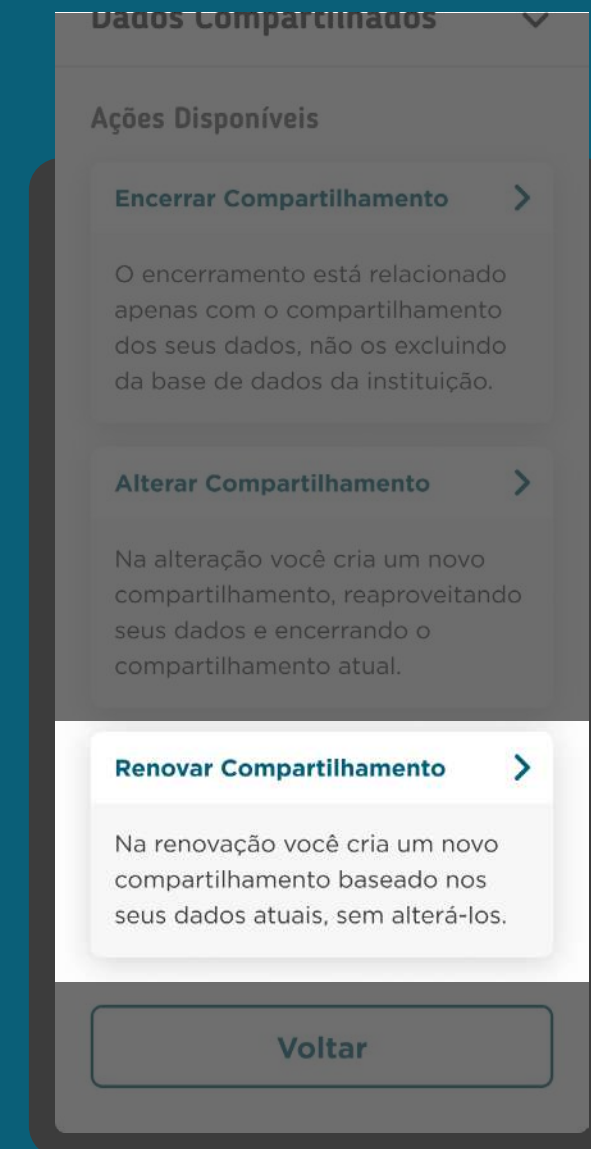 Dados Compartilhados
Ações Disponíveis
Encerrar Compartilhamento
O encerramento está relacionado
apenas com o compartilhamento
dos seus dados, não os excluindo
da base de dados da instituição.
Alterar Compartilhamento
Na alteração você cria um novo
compartilhamento, reaproveitando
seus dados e encerrando o
compartilhamento atual.
Renovar Compartilhamento
Na renovação você cria um novo
compartilhamento baseado nos
seus dados atuais, sem alterá-los.
Voltar